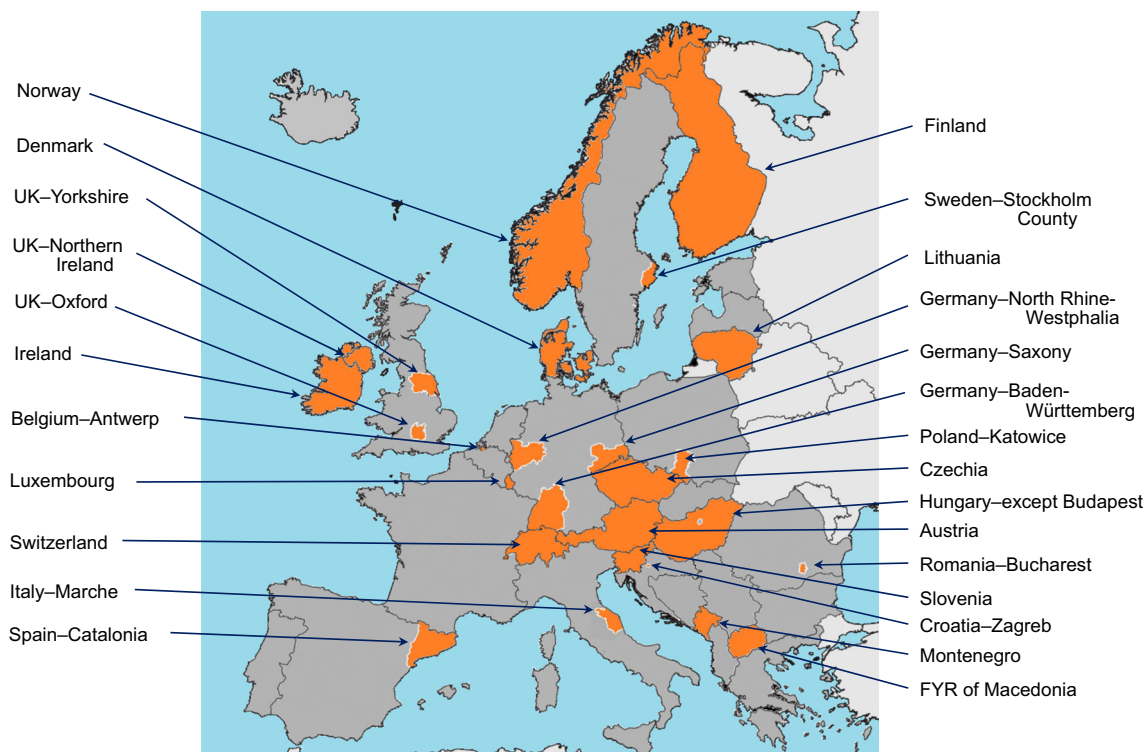 Norway
Denmark
UK–Yorkshire
UK–Northern
Ireland
UK–Oxford
Ireland
Belgium–Antwerp
Luxembourg
Switzerland
Italy–Marche
Spain–Catalonia
Finland
Sweden–Stockholm
County
Lithuania
Germany–North Rhine-
Westphalia
Germany–Saxony
Germany–Baden-
Württemberg
Poland–Katowice
Czechia
Hungary–except Budapest
Austria
Romania–Bucharest
Slovenia
Croatia–Zagreb
Montenegro
FYR of Macedonia